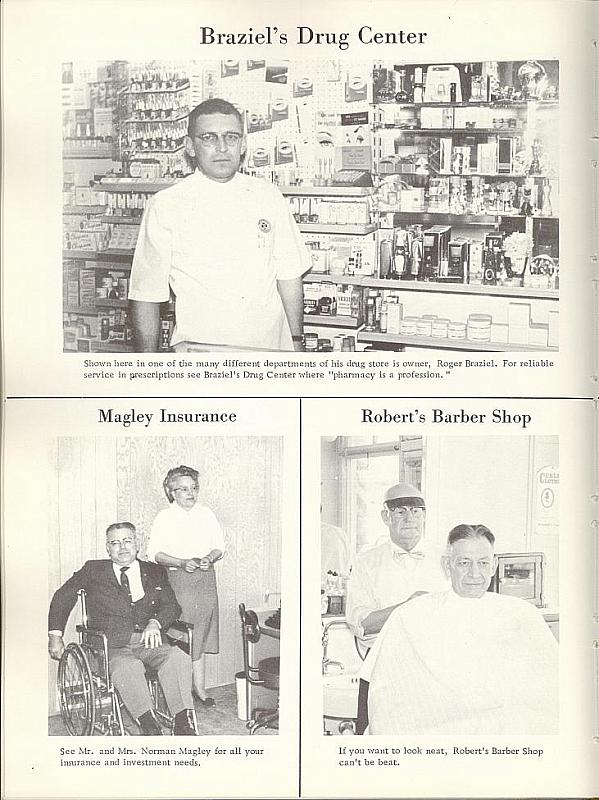 Braziel's Drug Center
Shown here in one of the many different departments of his drug store is owner, Roger Braziel. For reliable
service in prescriptions see Braziel's Drug Center where "pharmacy is a profession."
Magley Insurance
See Mr. and Mrs. Norman Magley for all your
insurance and investment needs.
Robert's Barber Shop
If you want to look neat, Robert's Barber Shop
can't be beat.